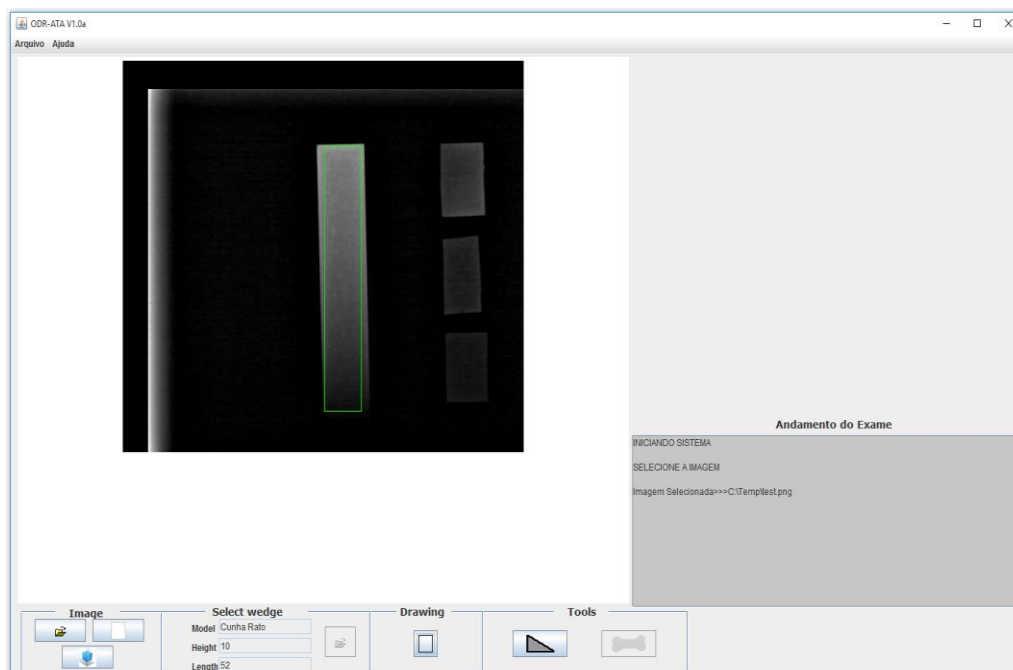 ODR-ATA V1.0a
Arquivo Ajuda
Andamento do Exame
INICIANDO SISTEMA
SELECIONE A IMAGEM
Imagem Selecionada>>>C:\Temp\test.png
Image
Select wedge
Drawing
Tools
Model Cunha Rato
Height 10
Length 52